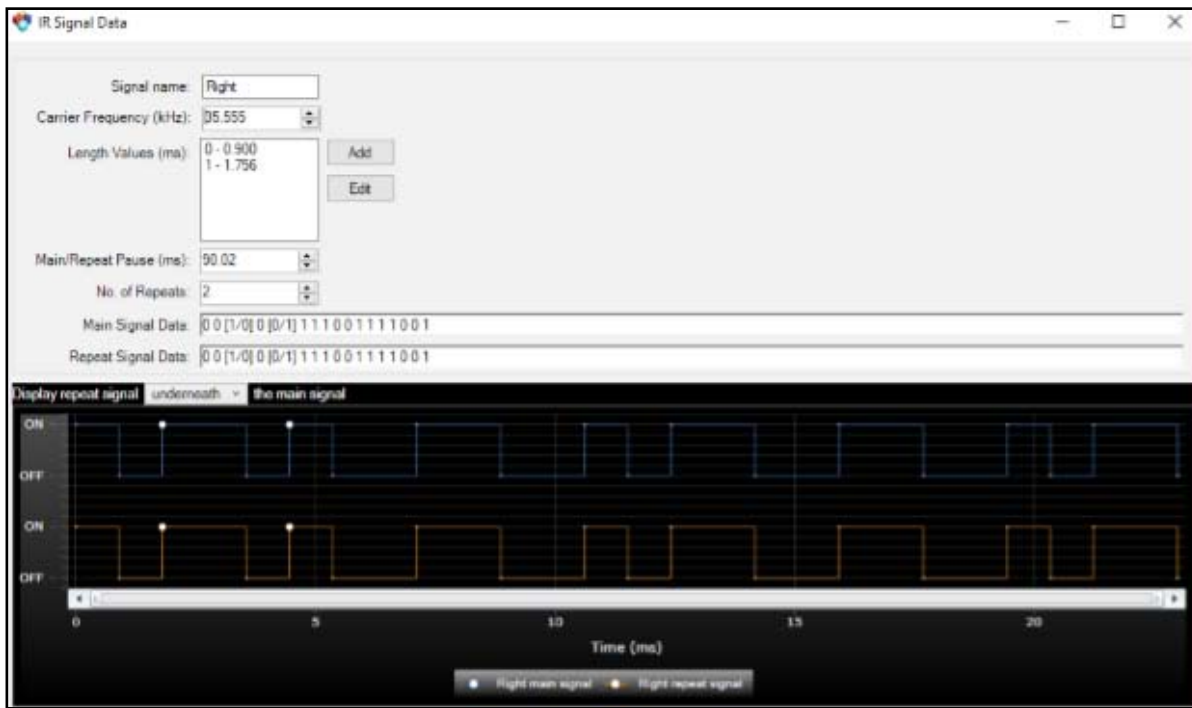 IR Signal Data
Signal name: Right
Carrier Frequency (kHz): 35.555
Length Values (ms): 0 - 0.900
1 - 1.756
Add
Edit
Main/Repeat Pause (ms): 90.02
No. of Repeats: 2
Main Signal Data: 0 0 [1/0] 0 [0/1] 1 1 1 0 0 1 1 1 1 0 0 1
Repeat Signal Data: 0 0 [1/0] 0 [0/1] 1 1 1 0 0 1 1 1 1 0 0 1
Display repeat signal underneath the main signal
ON
OFF
ON
OFF
0 5 10 15 20
Time (ms)
Right main signal Right repeat signal